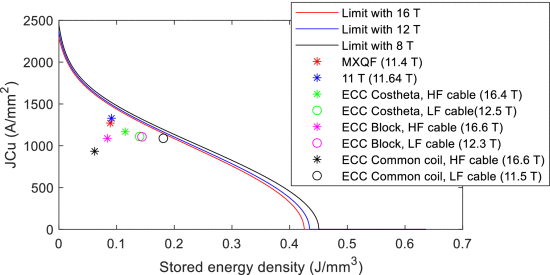 2500
2000
1500
1000
500
0
JCu (A/mm²)
0
0.1
0.2
0.3
0.4
0.5
0.6
0.7
Stored energy density (J/mm³)
Limit with 16 T
Limit with 12 T
Limit with 8 T
MXQF (11.4 T)
11 T (11.64 T)
ECC Costheta, HF cable (16.4 T)
ECC Costheta, LF cable(12.5 T)
ECC Block, HF cable (16.6 T)
ECC Block, LF cable (12.3 T)
ECC Common coil, HF cable (16.6 T)
ECC Common coil, LF cable (11.5 T)